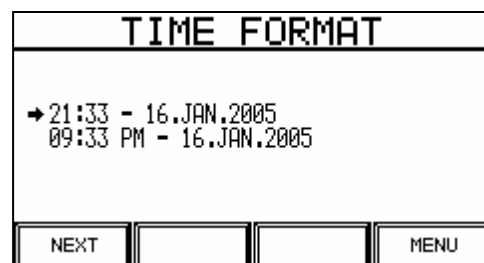 TIME FORMAT
➔21:33 - 16.JAN.2005
09:33 PM - 16.JAN.2005
NEXT
MENU